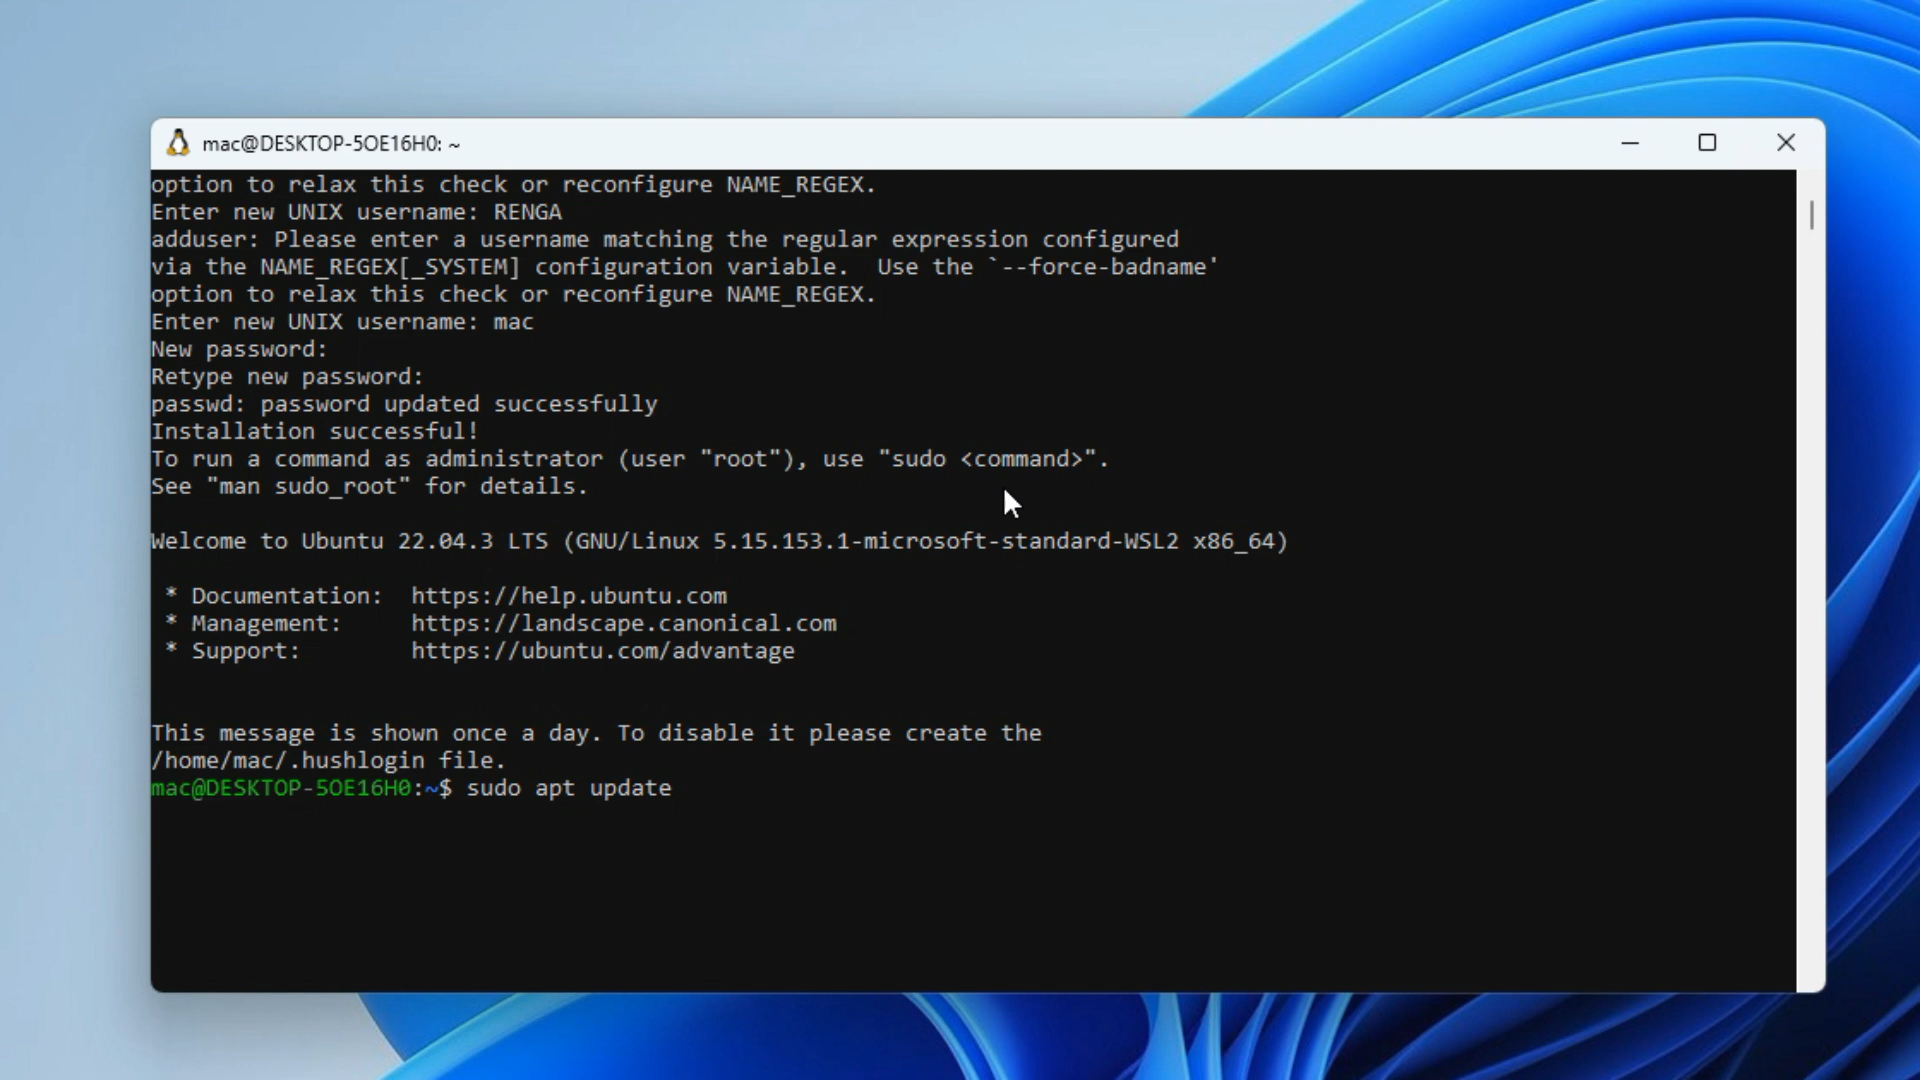 mac@DESKTOP-5OE16H0: ~
option to relax this check or reconfigure NAME_REGEX.
Enter new UNIX username: RENGA
adduser: Please enter a username matching the regular expression configured
via the NAME_REGEX[_SYSTEM] configuration variable.  Use the `--force-badname'
option to relax this check or reconfigure NAME_REGEX.
Enter new UNIX username: mac
New password:
Retype new password:
passwd: password updated successfully
Installation successful!
To run a command as administrator (user "root"), use "sudo <command>".
See "man sudo_root" for details.
Welcome to Ubuntu 22.04.3 LTS (GNU/Linux 5.15.153.1-microsoft-standard-WSL2 x86_64)
 * Documentation:  https://help.ubuntu.com
 * Management:     https://landscape.canonical.com
 * Support:        https://ubuntu.com/advantage
This message is shown once a day. To disable it please create the
/home/mac/.hushlogin file.
mac@DESKTOP-5OE16H0:~$ sudo apt update